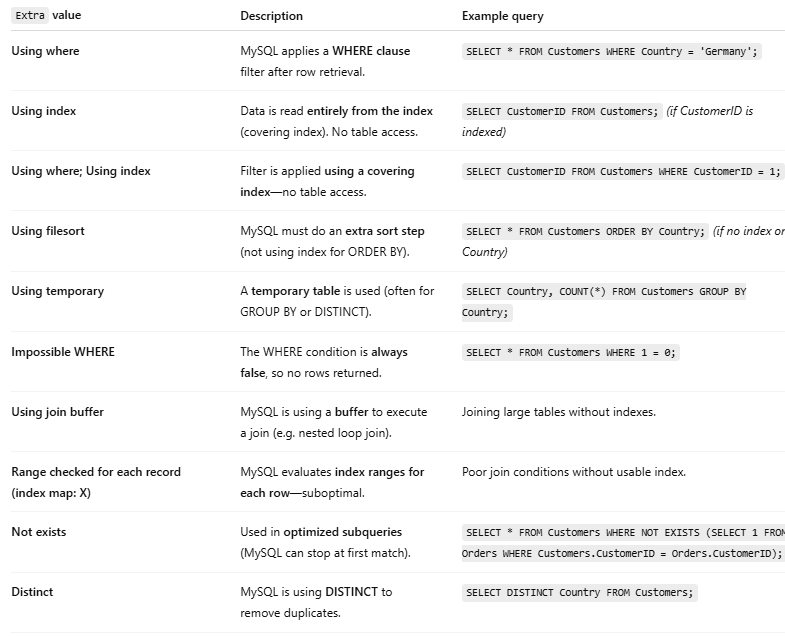 Extra value Description Example query
Using where MySQL applies a WHERE clause SELECT * FROM Customers WHERE Country = 'Germany';
filter after row retrieval.
Using index Data is read entirely from the index SELECT CustomerID FROM Customers; (if CustomerID is
(covering index). No table access. indexed)
Using where; Using index Filter is applied using a covering SELECT CustomerID FROM Customers WHERE CustomerID = 1;
index—no table access.
Using filesort MySQL must do an extra sort step SELECT * FROM Customers ORDER BY Country; (if no index
(not using index for ORDER BY). Country)
Using temporary A temporary table is used (often for SELECT Country, COUNT(*) FROM Customers GROUP BY
GROUP BY or DISTINCT). Country;
Impossible WHERE The WHERE condition is always SELECT * FROM Customers WHERE 1 = 0;
false, so no rows returned.
Using join buffer MySQL is using a buffer to execute Joining large tables without indexes.
a join (e.g. nested loop join).
Range checked for each record MySQL evaluates index ranges for Poor join conditions without usable index.
(index map: X) each row—suboptimal.
Not exists Used in optimized subqueries SELECT * FROM Customers WHERE NOT EXISTS (SELECT 1 FROM
(MySQL can stop at first match). Orders WHERE Customers.CustomerID = Orders.CustomerID);
Distinct MySQL is using DISTINCT to SELECT DISTINCT Country FROM Customers;
remove duplicates.